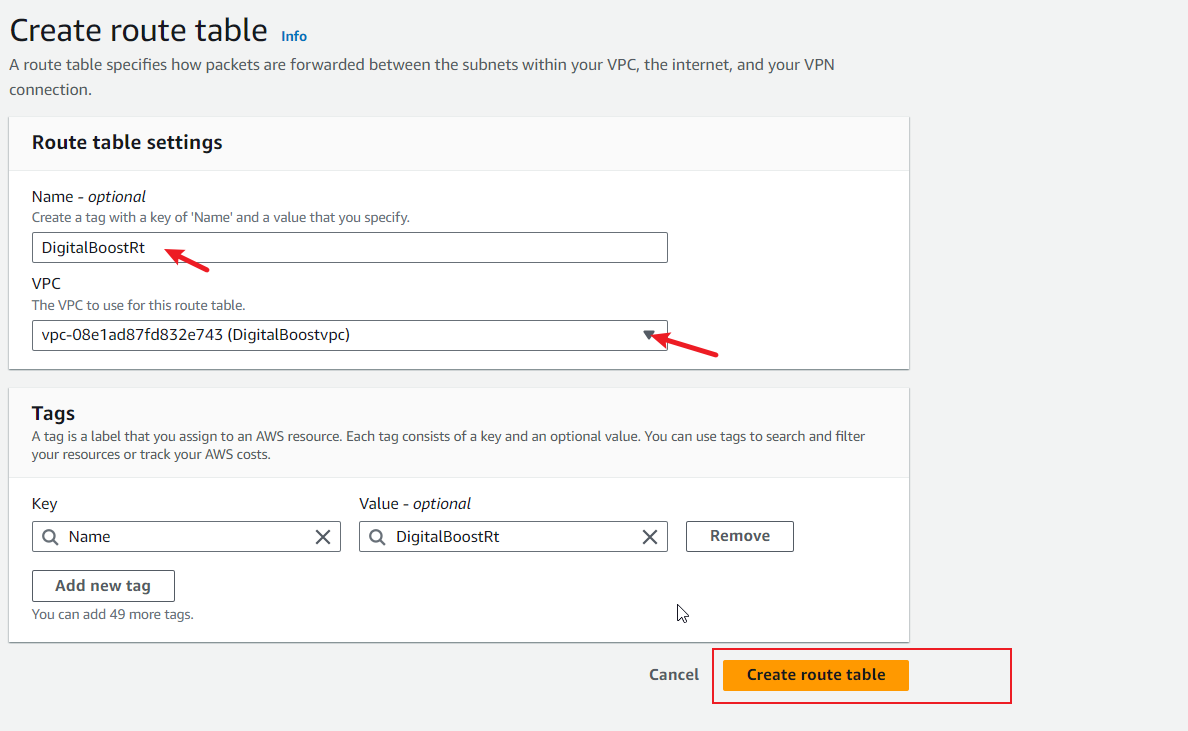 Create route table Info
A route table specifies how packets are forwarded between the subnets within your VPC, the internet, and your VPN
connection.
Route table settings
Name - optional
Create a tag with a key of 'Name' and a value that you specify.
DigitalBoostRt
VPC
The VPC to use for this route table.
vpc-08e1ad87fd832e743 (DigitalBoostvpc)
Tags
A tag is a label that you assign to an AWS resource. Each tag consists of a key and an optional value. You can use tags to search and filter
your resources or track your AWS costs.
Key Value - optional
Name DigitalBoostRt Remove
Add new tag
You can add 49 more tags.
Cancel Create route table